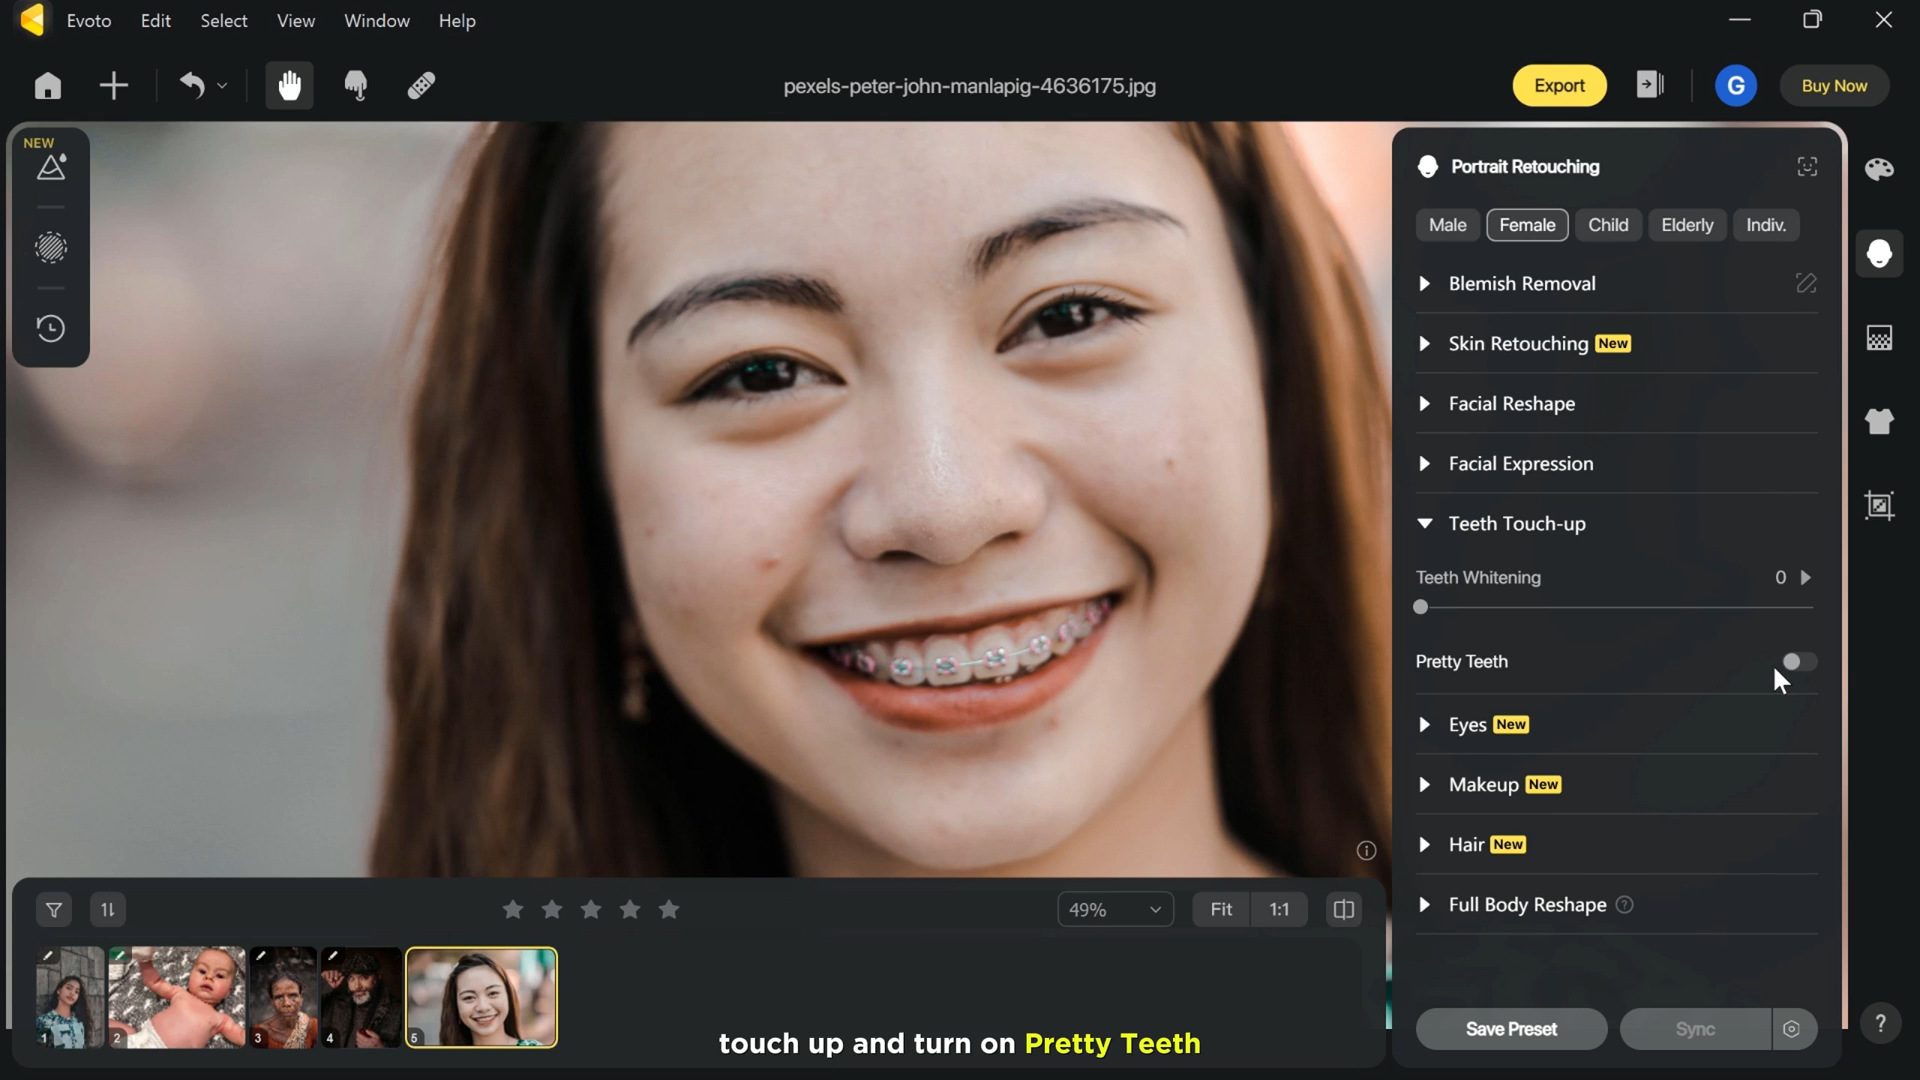 Evoto Edit Select View Window Help
pexels-peter-john-manlapig-4636175.jpg
Export
G
Buy Now
NEW
Portrait Retouching
Male Female Child Elderly Indiv.
Blemish Removal
Skin Retouching New
Facial Reshape
Facial Expression
Teeth Touch-up
Teeth Whitening 0
Pretty Teeth
Eyes New
Makeup New
Hair New
Full Body Reshape ?
49% Fit 1:1
1 2 3 4 5
touch up and turn on Pretty Teeth
Save Preset Sync
?